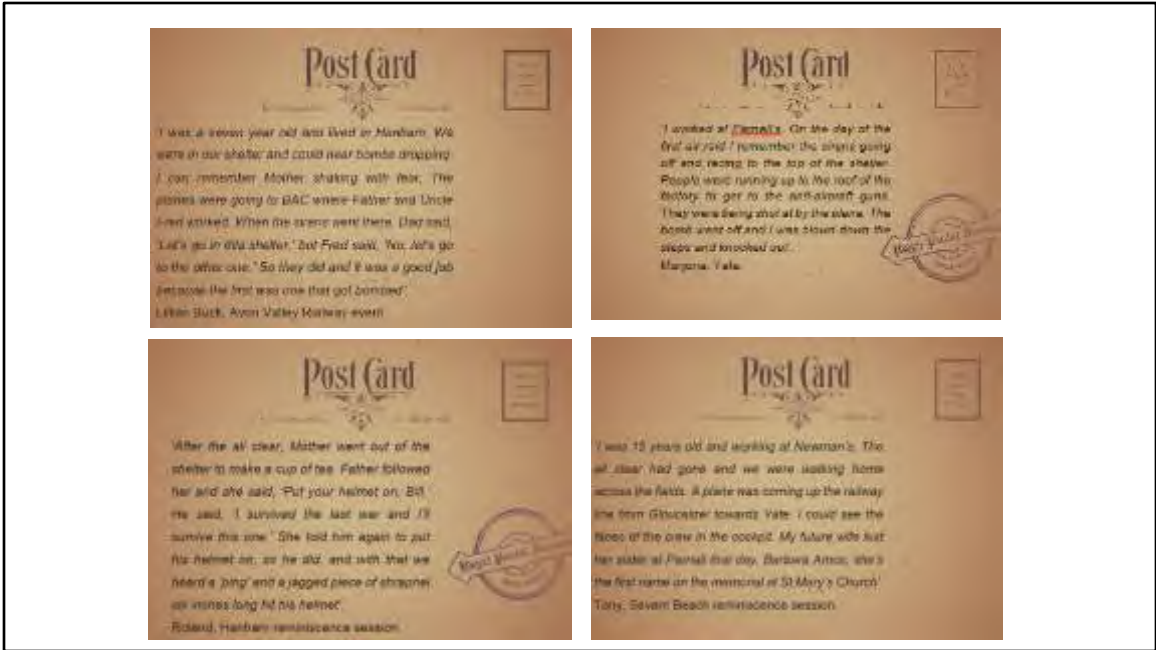 Post Card
'I was a seven year old and lived in Hanham. We
were in our shelter and could hear bombs dropping.
I can remember Mother shaking with fear. The
planes were going to BAC where Father and Uncle
Fred worked. When the sirens went there, Dad said,
'Let's go in this shelter,' but Fred said, 'No, let's go
to the other one.' So they did and it was a good job
because the first was one that got bombed'.
Lillian Buck, Avon Valley Railway event
Post Card
'I worked at Parnall's. On the day of the
first air raid I remember the sirens going
off and racing to the top of the shelter.
People were running up to the roof of the
factory to get to the anti-aircraft guns.
They were being shot at by the plane. The
bomb went off and I was blown down the
steps and knocked out'.
Marjorie, Yate.
Post Card
'After the all clear, Mother went out of the
shelter to make a cup of tea. Father followed
her and she said, 'Put your helmet on, Bill.'
He said, 'I survived the last war and I'll
survive this one.' She told him again to put
his helmet on, so he did, and with that we
heard a 'ping' and a jagged piece of shrapnel
six inches long hit his helmet'.
Roland, Hanham reminiscence session.
Post Card
'I was 15 years old and working at Newman's. The
all clear had gone and we were walking home
across the fields. A plane was coming up the railway
line from Gloucester towards Yate. I could see the
faces of the crew in the cockpit. My future wife lost
her sister at Parnall that day, Barbara Amos, she's
the first name on the memorial at St Mary's Church'
Tony, Severn Beach reminiscence session.